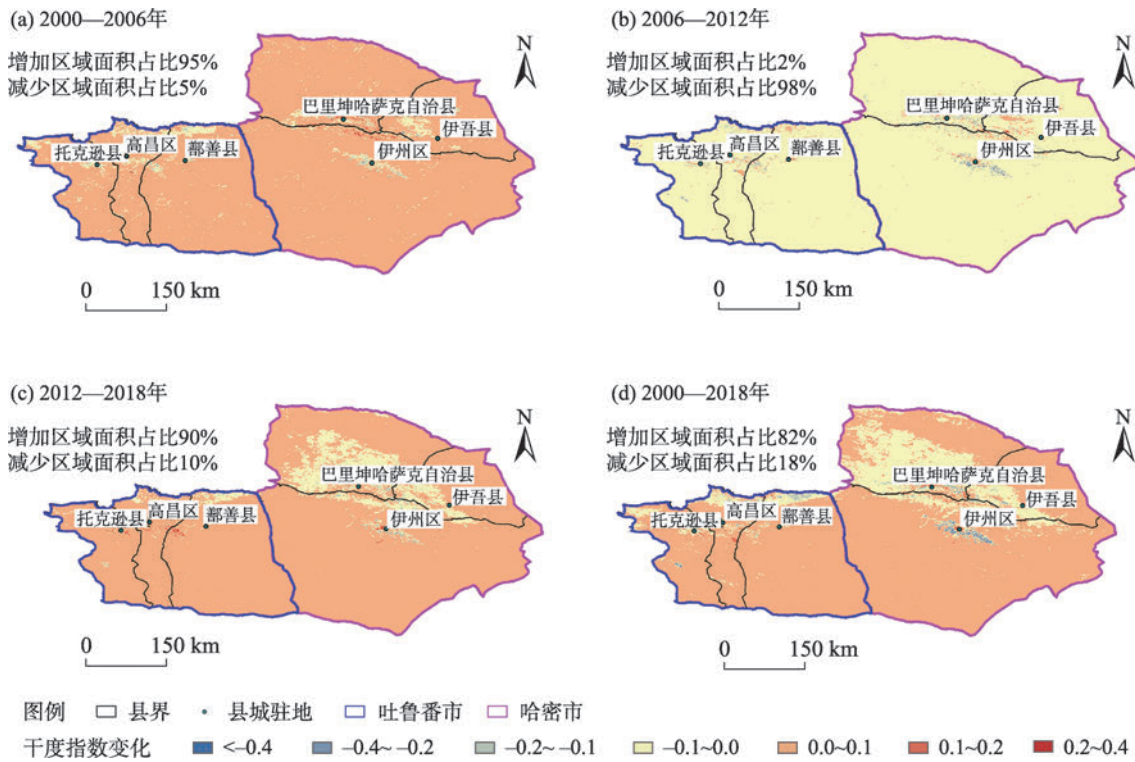 (a) 2000—2006年
增加区域面积占比95%
减少区域面积占比5%
N
巴里坤哈萨克自治县
伊吾县
伊州区
托克逊县
高昌区
鄯善县
0 150 km
(b) 2006—2012年
增加区域面积占比2%
减少区域面积占比98%
N
巴里坤哈萨克自治县
伊吾县
伊州区
托克逊县
高昌区
鄯善县
0 150 km
(c) 2012—2018年
增加区域面积占比90%
减少区域面积占比10%
N
巴里坤哈萨克自治县
伊吾县
伊州区
托克逊县
高昌区
鄯善县
0 150 km
(d) 2000—2018年
增加区域面积占比82%
减少区域面积占比18%
N
巴里坤哈萨克自治县
伊吾县
伊州区
托克逊县
高昌区
鄯善县
0 150 km
图例 县界 县城驻地 吐鲁番市 哈密市
干度指数变化 <–0.4 –0.4~ –0.2 –0.2~ –0.1 –0.1~0.0 0.0~0.1 0.1~0.2 0.2~0.4